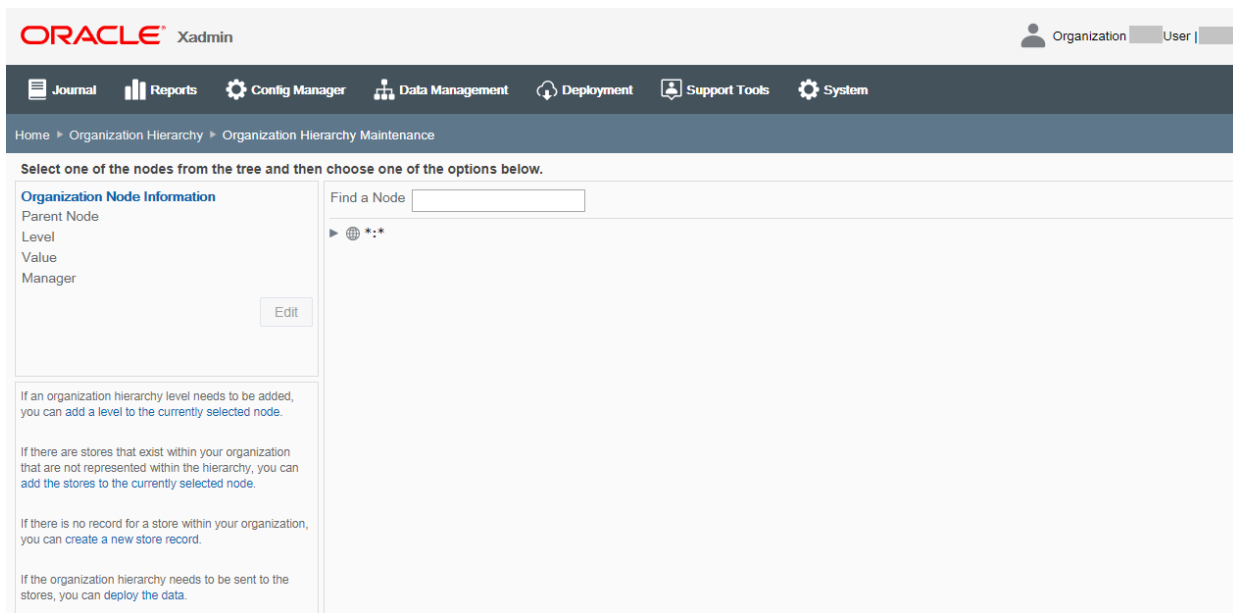 ORACLE® Xadmin
Organization User |
Journal Reports Config Manager Data Management Deployment Support Tools System
Home ▸ Organization Hierarchy ▸ Organization Hierarchy Maintenance
Select one of the nodes from the tree and then choose one of the options below.
Organization Node Information
Parent Node
Level
Value
Manager
Edit
Find a Node
*:*
If an organization hierarchy level needs to be added,
you can add a level to the currently selected node.
If there are stores that exist within your organization
that are not represented within the hierarchy, you can
add the stores to the currently selected node.
If there is no record for a store within your organization,
you can create a new store record.
If the organization hierarchy needs to be sent to the
stores, you can deploy the data.